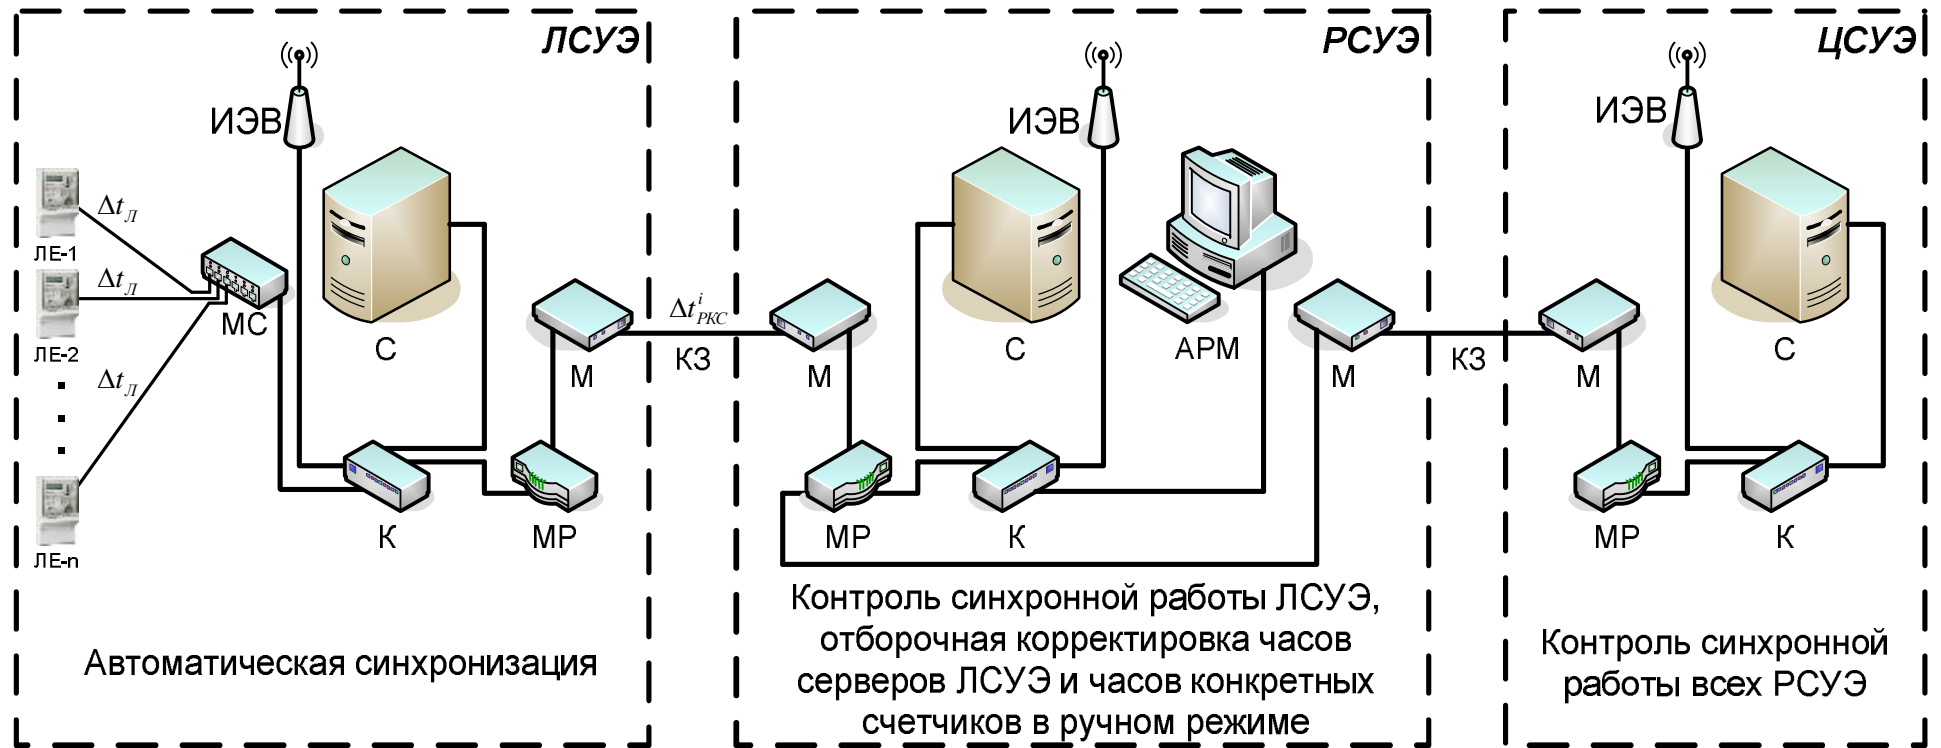 ЛСУЭ
ИЭВ
Δt_Л
ЛЕ-1
Δt_Л
МС
ЛЕ-2
С
Δt_Л
М
ЛЕ-n
К
МР
Автоматическая синхронизация
Δt^i_РКС
КЗ
РСУЭ
ИЭВ
С
АРМ
М
М
МР
К
Контроль синхронной работы ЛСУЭ,
отборочная корректировка часов
серверов ЛСУЭ и часов конкретных
счетчиков в ручном режиме
КЗ
ЦСУЭ
ИЭВ
С
М
МР
К
Контроль синхронной
работы всех РСУЭ